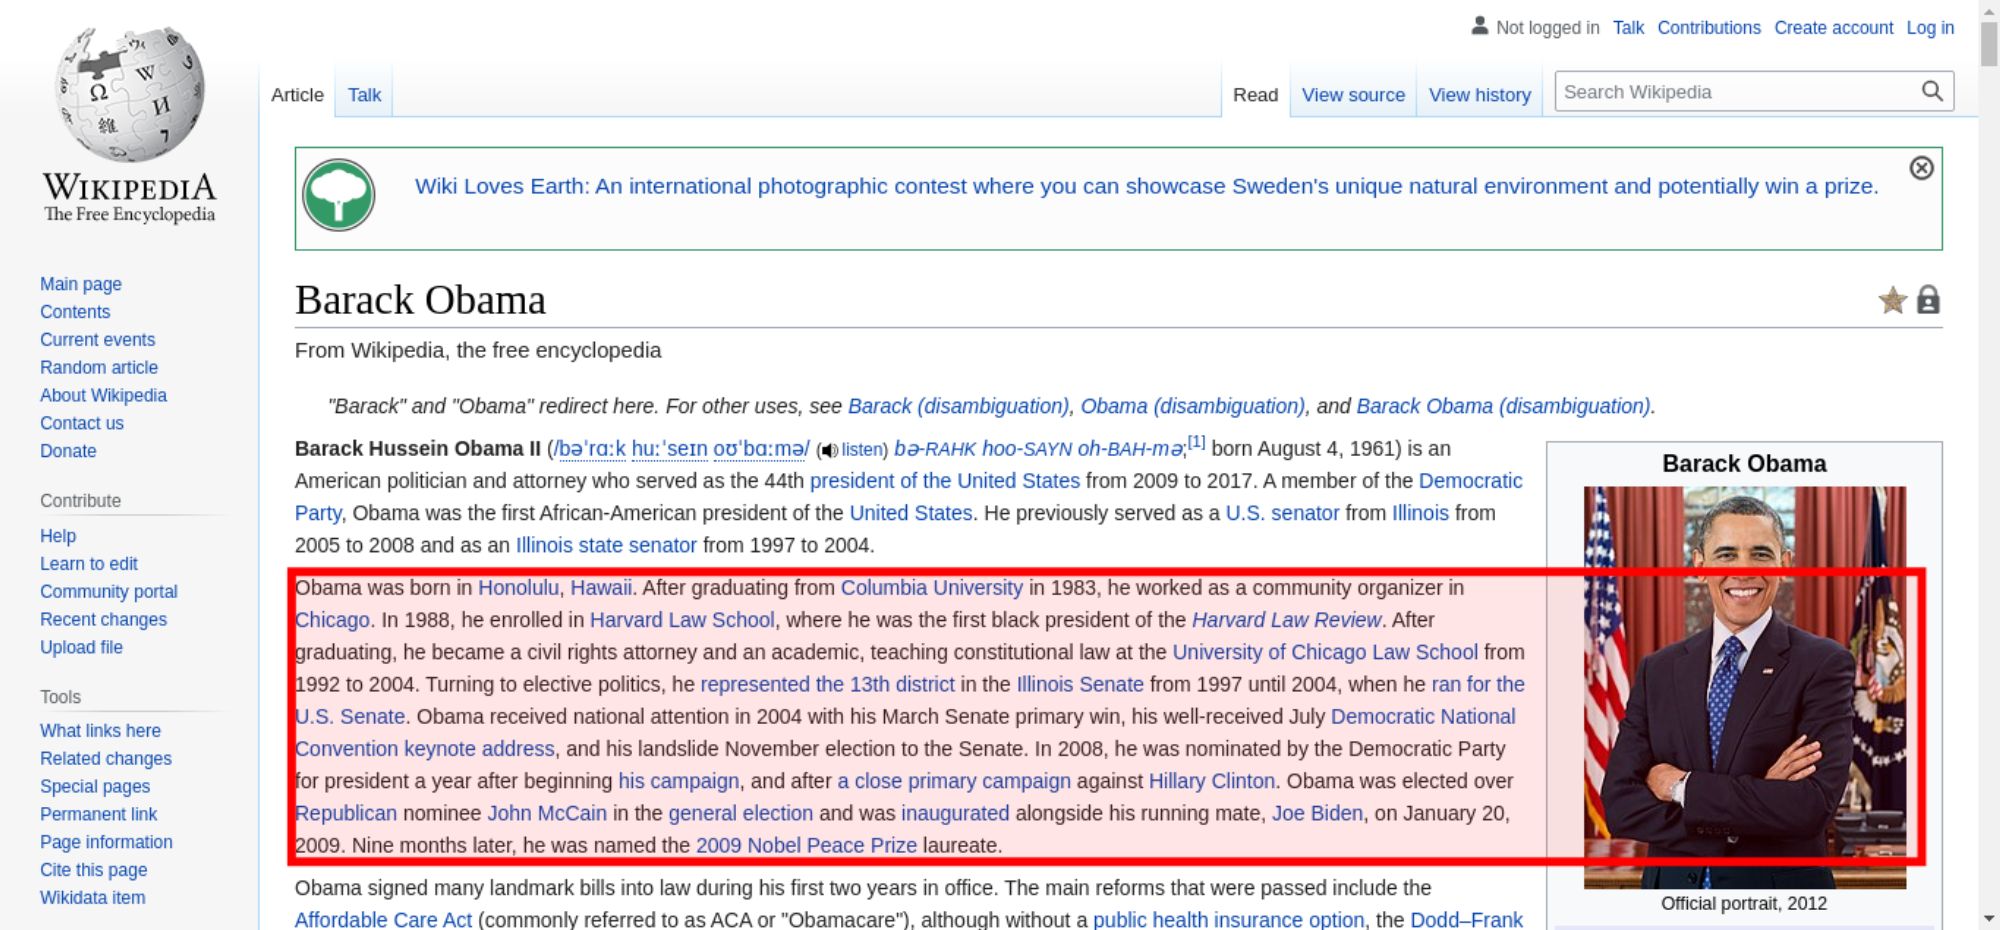 Not logged in Talk Contributions Create account Log in
Article Talk Read View source View history Search Wikipedia
WIKIPEDIA
The Free Encyclopedia
Main page
Contents
Current events
Random article
About Wikipedia
Contact us
Donate
Contribute
Help
Learn to edit
Community portal
Recent changes
Upload file
Tools
What links here
Related changes
Special pages
Permanent link
Page information
Cite this page
Wikidata item
Wiki Loves Earth: An international photographic contest where you can showcase Sweden's unique natural environment and potentially win a prize.
Barack Obama
From Wikipedia, the free encyclopedia
"Barack" and "Obama" redirect here. For other uses, see Barack (disambiguation), Obama (disambiguation), and Barack Obama (disambiguation).
Barack Hussein Obama II (/bəˈrɑːk huːˈseɪn oʊˈbɑːmə/ (listen) bə-RAHK hoo-SAYN oh-BAH-mə;[1] born August 4, 1961) is an
American politician and attorney who served as the 44th president of the United States from 2009 to 2017. A member of the Democratic
Party, Obama was the first African-American president of the United States. He previously served as a U.S. senator from Illinois from
2005 to 2008 and as an Illinois state senator from 1997 to 2004.
Obama was born in Honolulu, Hawaii. After graduating from Columbia University in 1983, he worked as a community organizer in
Chicago. In 1988, he enrolled in Harvard Law School, where he was the first black president of the Harvard Law Review. After
graduating, he became a civil rights attorney and an academic, teaching constitutional law at the University of Chicago Law School from
1992 to 2004. Turning to elective politics, he represented the 13th district in the Illinois Senate from 1997 until 2004, when he ran for the
U.S. Senate. Obama received national attention in 2004 with his March Senate primary win, his well-received July Democratic National
Convention keynote address, and his landslide November election to the Senate. In 2008, he was nominated by the Democratic Party
for president a year after beginning his campaign, and after a close primary campaign against Hillary Clinton. Obama was elected over
Republican nominee John McCain in the general election and was inaugurated alongside his running mate, Joe Biden, on January 20,
2009. Nine months later, he was named the 2009 Nobel Peace Prize laureate.
Obama signed many landmark bills into law during his first two years in office. The main reforms that were passed include the
Affordable Care Act (commonly referred to as ACA or "Obamacare"), although without a public health insurance option, the Dodd–Frank
Barack Obama
Official portrait, 2012